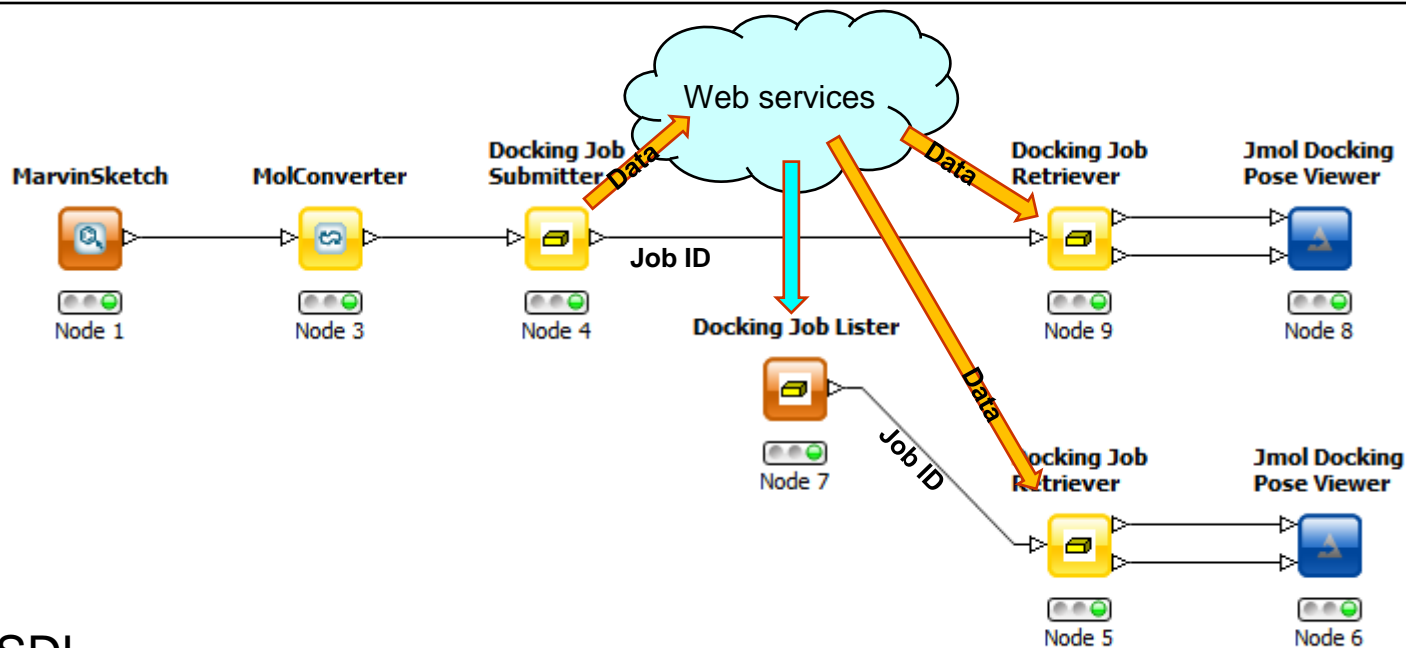 Web services
Docking Job
Submitter
Data
Data
Docking Job
Retriever
Jmol Docking
Pose Viewer
MarvinSketch
MolConverter
Job ID
Node 1
Node 3
Node 4
Docking Job Lister
Node 9
Node 8
Data
Job ID
Node 7
Docking Job
Retriever
Jmol Docking
Pose Viewer
Node 5
Node 6